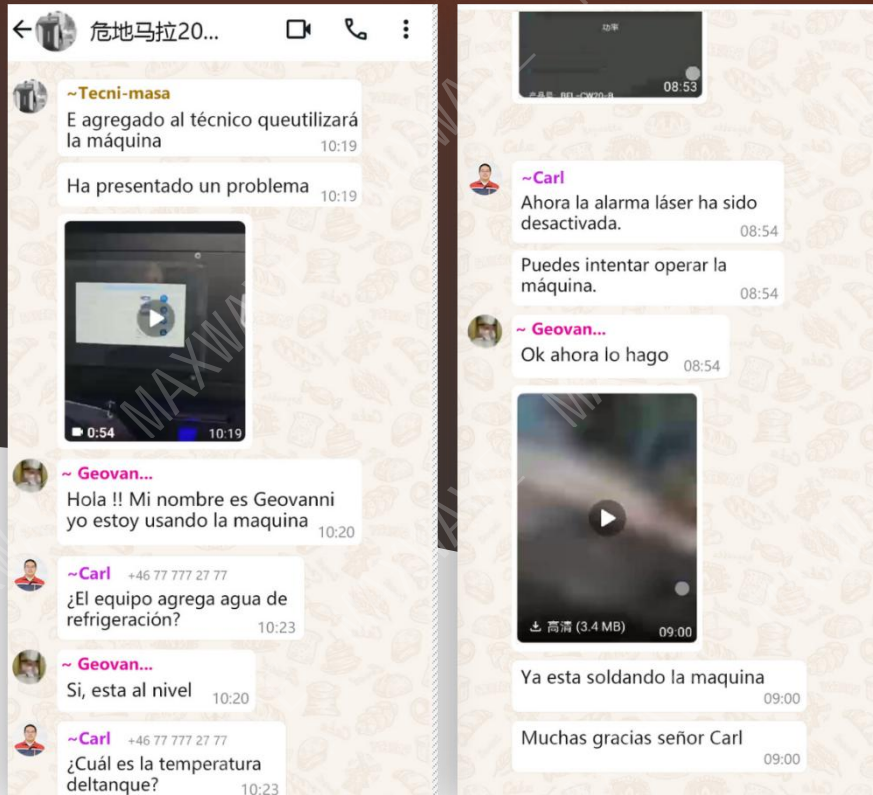 危地马拉20...
~Tecni-masa
E agregado al técnico queutilizará
la máquina
10:19
Ha presentado un problema
10:19
0:54
10:19
~ Geovan...
Hola !! Mi nombre es Geovanni
yo estoy usando la maquina
10:20
~Carl +46 77 777 27 77
¿El equipo agrega agua de
refrigeración?
10:23
~ Geovan...
Si, esta al nivel
10:20
~Carl +46 77 777 27 77
¿Cuál es la temperatura
deltanque?
10:23
功率
08:53
~Carl
Ahora la alarma láser ha sido
desactivada.
08:54
Puedes intentar operar la
máquina.
08:54
~ Geovan...
Ok ahora lo hago
08:54
高清 (3.4 MB)
09:00
Ya esta soldando la maquina
09:00
Muchas gracias señor Carl
09:00